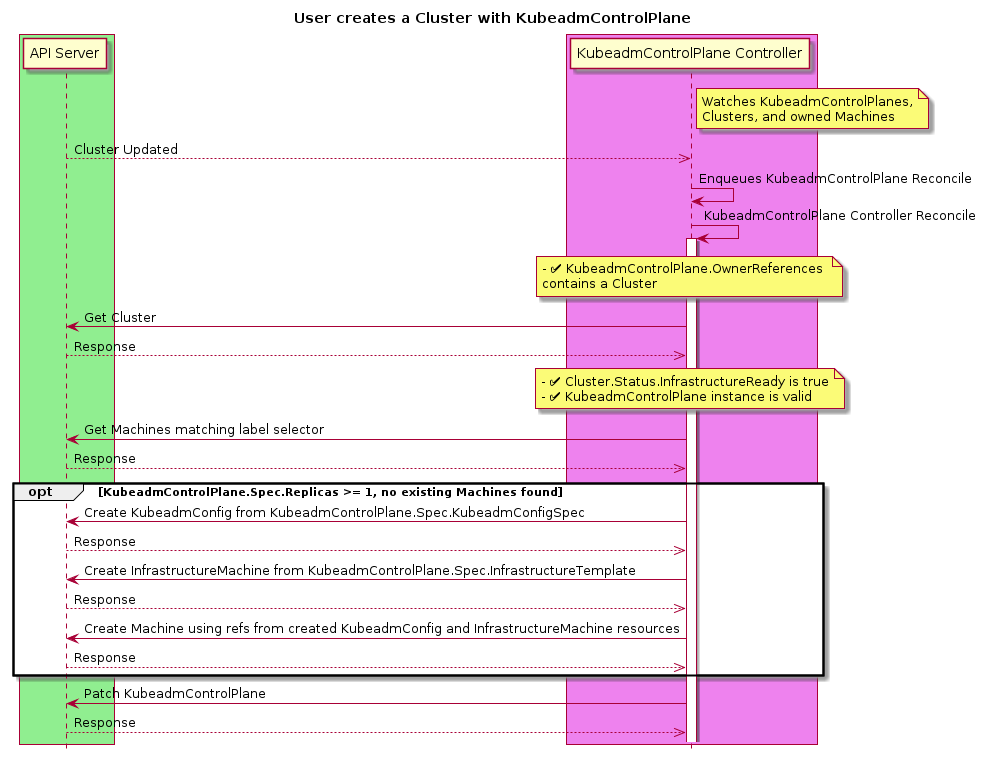 User creates a Cluster with KubeadmControlPlane
API Server
KubeadmControlPlane Controller
Watches KubeadmControlPlanes,
Clusters, and owned Machines
Cluster Updated
Enqueues KubeadmControlPlane Reconcile
KubeadmControlPlane Controller Reconcile
- ✔ KubeadmControlPlane.OwnerReferences
contains a Cluster
Get Cluster
Response
- ✔ Cluster.Status.InfrastructureReady is true
- ✔ KubeadmControlPlane instance is valid
Get Machines matching label selector
Response
opt [KubeadmControlPlane.Spec.Replicas >= 1, no existing Machines found]
Create KubeadmConfig from KubeadmControlPlane.Spec.KubeadmConfigSpec
Response
Create InfrastructureMachine from KubeadmControlPlane.Spec.InfrastructureTemplate
Response
Create Machine using refs from created KubeadmConfig and InfrastructureMachine resources
Response
Patch KubeadmControlPlane
Response